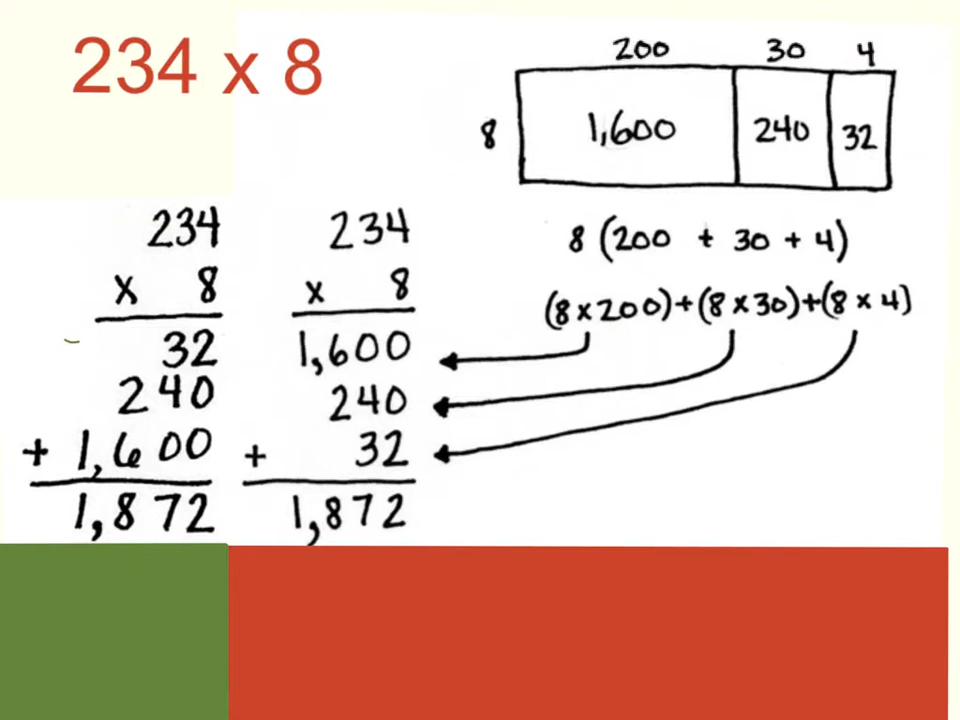 234 x 8
200 30 4
8 1,600 240 32
8 (200 + 30 + 4)
(8 x 200) + (8 x 30) + (8 x 4)
234
x 8
32
240
+ 1,600
1,872
234
x 8
1,600
240
+ 32
1,872